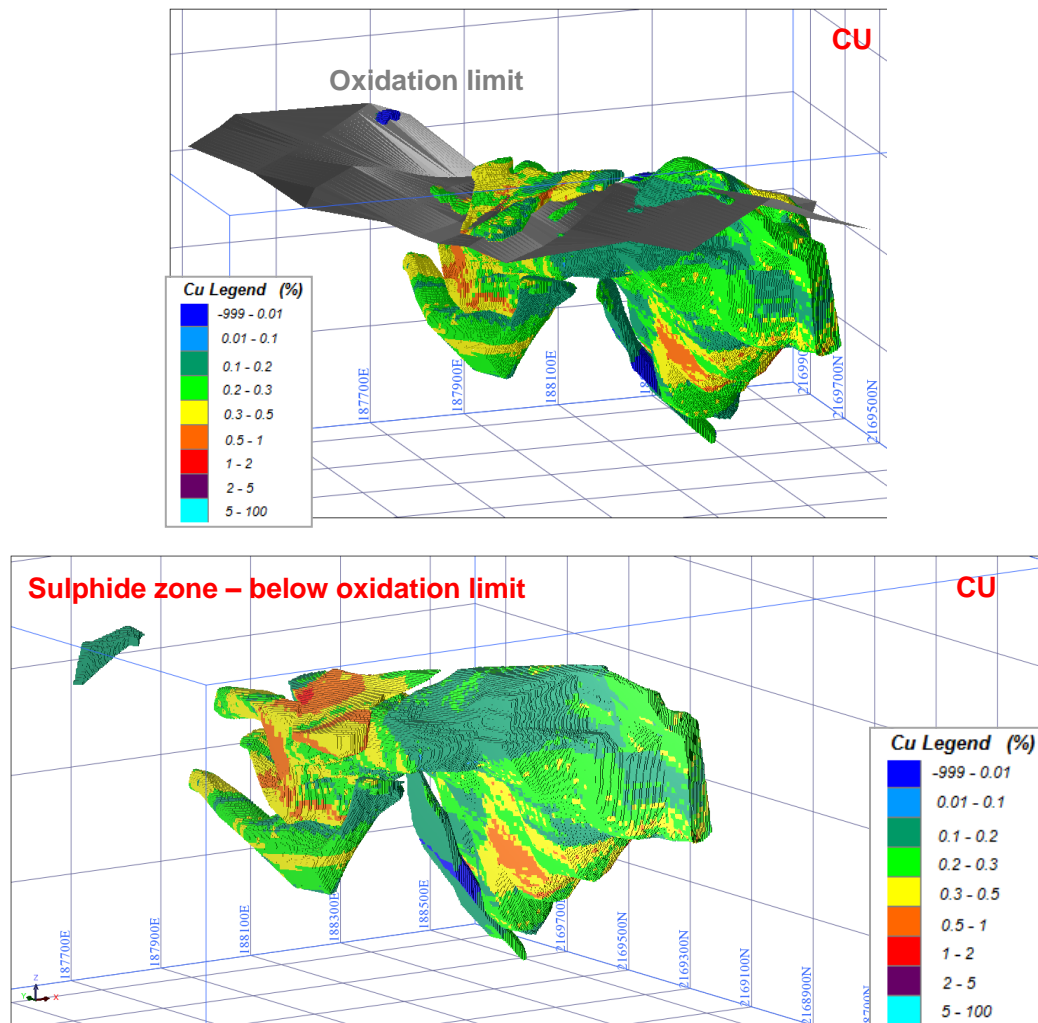 CU
Oxidation limit
Cu Legend (%)
-999 - 0.01
0.01 - 0.1
0.1 - 0.2
0.2 - 0.3
0.3 - 0.5
0.5 - 1
1 - 2
2 - 5
5 - 100
187700E
187900E
188100E
2169700N
2169500N
Sulphide zone – below oxidation limit
CU
187700E
187900E
188100E
188300E
188500E
2169700N
2169500N
2169300N
2169100N
2168900N
Cu Legend (%)
-999 - 0.01
0.01 - 0.1
0.1 - 0.2
0.2 - 0.3
0.3 - 0.5
0.5 - 1
1 - 2
2 - 5
5 - 100
Z
Y
X